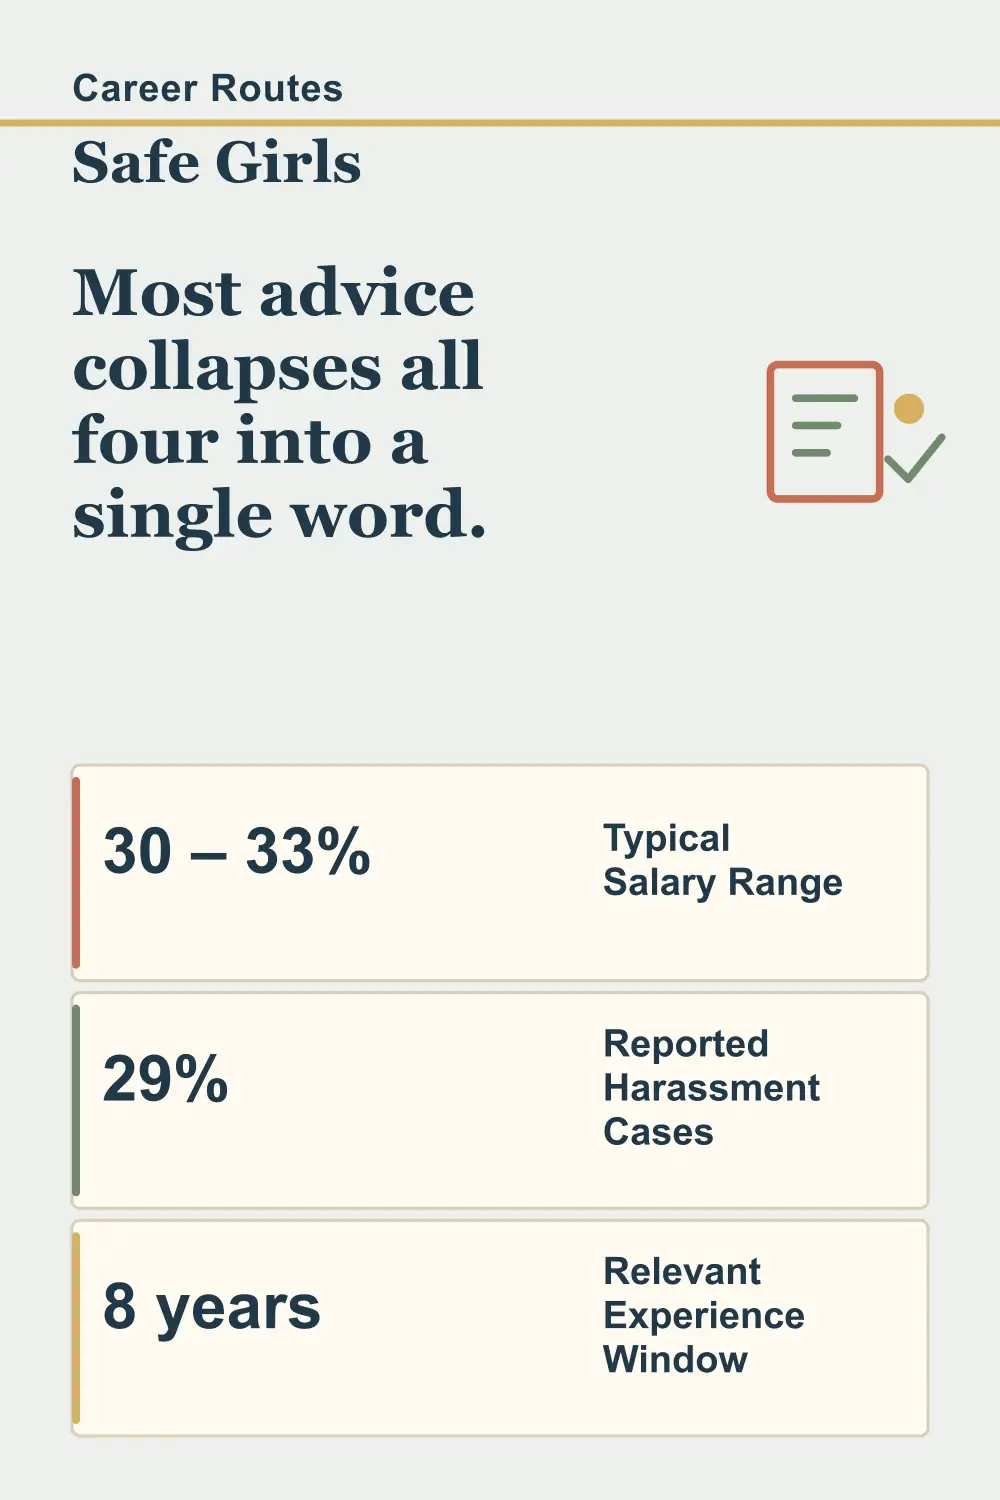 Career Routes
Safe Girls
Most advice
collapses all
four into a
single word.
30 – 33%
Typical
Salary Range
29%
Reported
Harassment
Cases
8 years
Relevant
Experience
Window